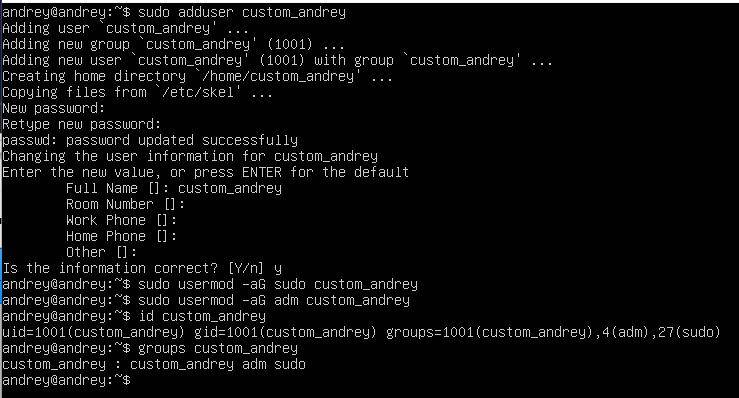 andrey@andrey:~$ sudo adduser custom_andrey
Adding user `custom_andrey' ...
Adding new group `custom_andrey' (1001) ...
Adding new user `custom_andrey' (1001) with group `custom_andrey' ...
Creating home directory `/home/custom_andrey' ...
Copying files from `/etc/skel' ...
New password:
Retype new password:
passwd: password updated successfully
Changing the user information for custom_andrey
Enter the new value, or press ENTER for the default
        Full Name []: custom_andrey
        Room Number []:
        Work Phone []:
        Home Phone []:
        Other []:
Is the information correct? [Y/n] y
andrey@andrey:~$ sudo usermod -aG sudo custom_andrey
andrey@andrey:~$ sudo usermod -aG adm custom_andrey
andrey@andrey:~$ id custom_andrey
uid=1001(custom_andrey) gid=1001(custom_andrey) groups=1001(custom_andrey),4(adm),27(sudo)
andrey@andrey:~$ groups custom_andrey
custom_andrey : custom_andrey adm sudo
andrey@andrey:~$